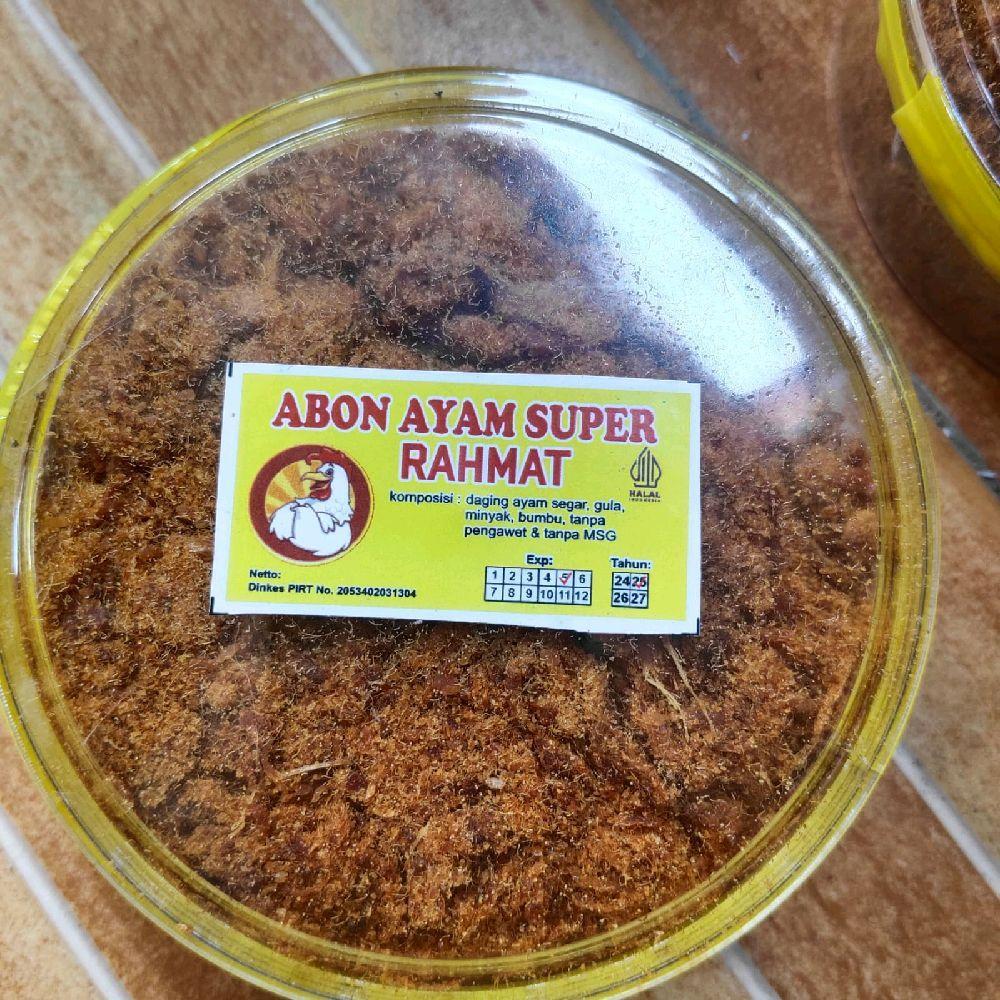 ABON AYAM SUPER
RAHMAT
HALAL
INDONESIA
komposisi : daging ayam segar, gula,
minyak, bumbu, tanpa
pengawet & tanpa MSG
Netto:
Dinkes PIRT No. 2053402031304
Exp:
1 2 3 4 5 6
7 8 9 10 11 12
Tahun:
24 25
26 27